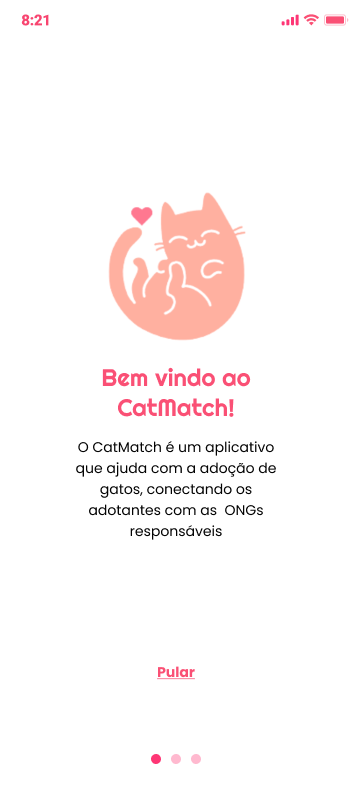 8:21
Bem vindo ao
CatMatch!
O CatMatch é um aplicativo
que ajuda com a adoção de
gatos, conectando os
adotantes com as  ONGs
responsáveis
Pular